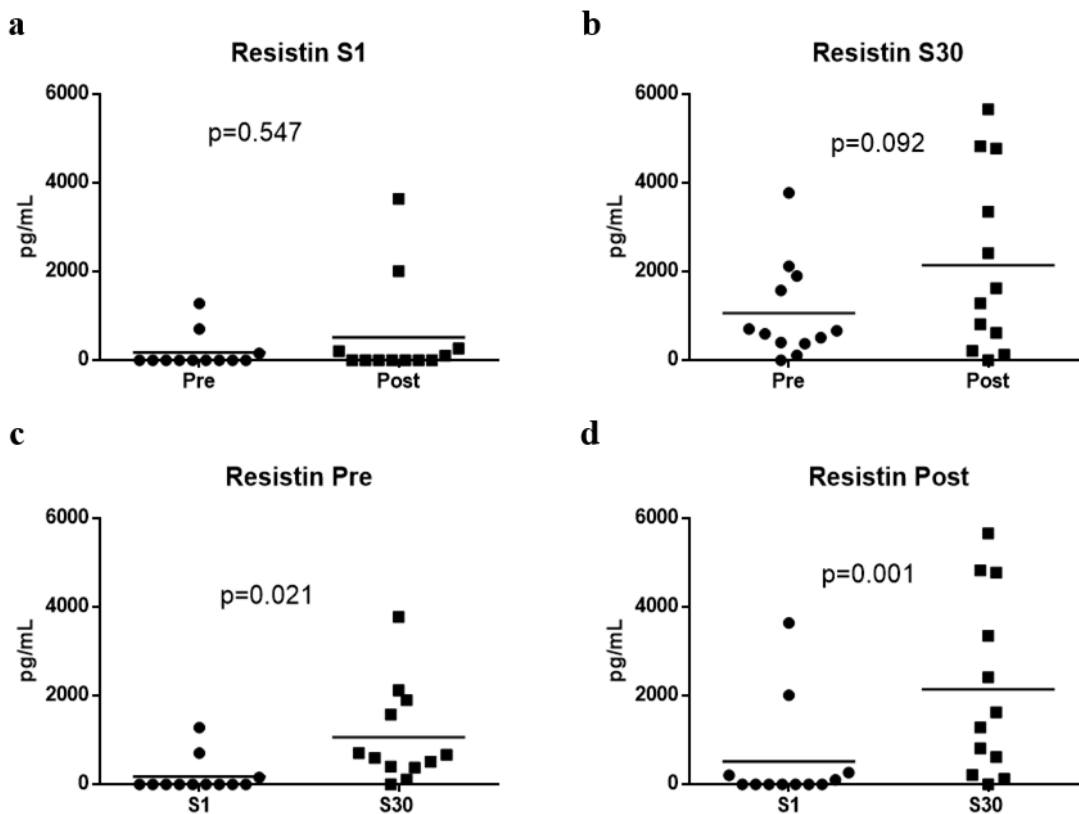 a
Resistin S1
6000
4000
2000
0
pg/mL
p=0.547
Pre
Post
b
Resistin S30
6000
4000
2000
0
pg/mL
p=0.092
Pre
Post
c
Resistin Pre
6000
4000
2000
0
pg/mL
p=0.021
S1
S30
d
Resistin Post
6000
4000
2000
0
pg/mL
p=0.001
S1
S30